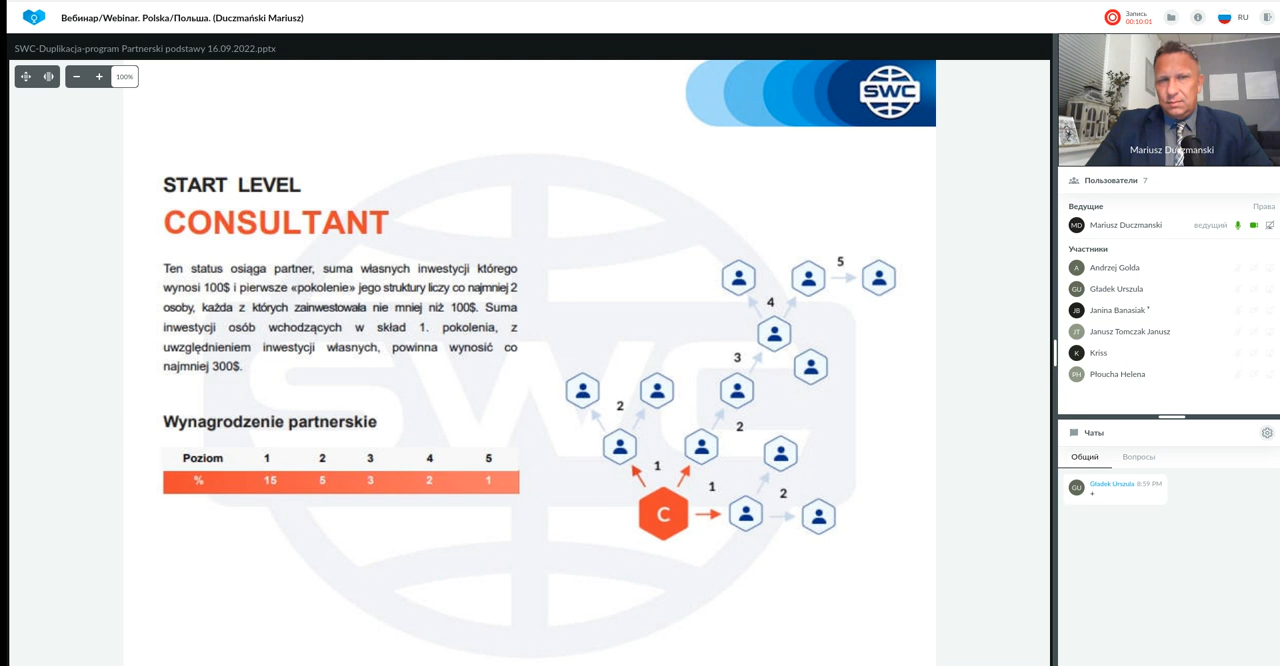 Вебинар/Webinar. Polska/Польша. (Duczmański Mariusz)
Запись
00:10:01
RU
SWC-Duplikacja-program Partnerski podstawy 16.09.2022.pptx
100%
SWC
START LEVEL
CONSULTANT
Ten status osiąga partner, suma własnych inwestycji którego
wynosi 100$ i pierwsze «pokolenie» jego struktury liczy co najmniej 2
osoby, każda z których zainwestowała nie mniej niż 100$. Suma
inwestycji osób wchodzących w skład 1. pokolenia, z
uwzględnieniem inwestycji własnych, powinna wynosić co
najmniej 300$.
Wynagrodzenie partnerskie
Poziom 1 2 3 4 5
% 15 5 3 2 1
5
4
3
2
2
1
1
2
C
SWC
Mariusz Duczmanski
Пользователи 7
Ведущие Права
MD Mariusz Duczmanski ведущий
Участники
A Andrzej Golda
GU Gładek Urszula
JB Janina Banasiak *
JT Janusz Tomczak Janusz
K Kriss
PH Płoucha Helena
Чаты
Общий Вопросы
GU Gładek Urszula 8:59 PM
+